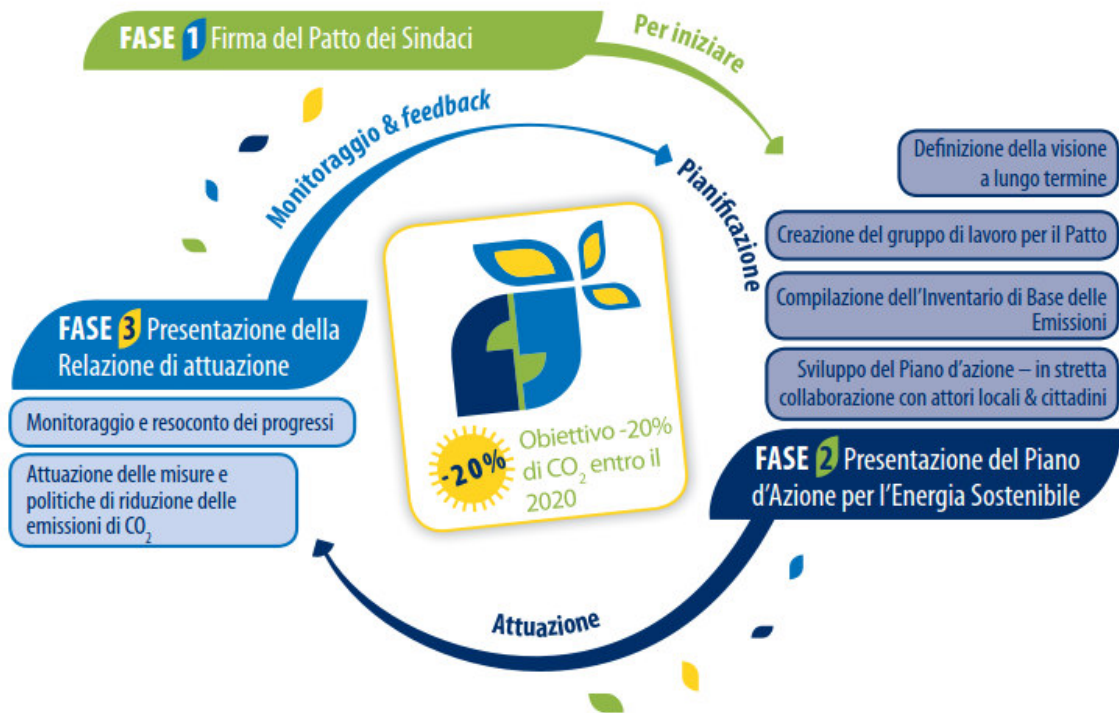 FASE 1 Firma del Patto dei Sindaci
Per iniziare
Monitoraggio & feedback
Pianificazione
Definizione della visione
a lungo termine
Creazione del gruppo di lavoro per il Patto
Compilazione dell'Inventario di Base delle
Emissioni
Sviluppo del Piano d'azione – in stretta
collaborazione con attori locali & cittadini
FASE 2 Presentazione del Piano
d'Azione per l'Energia Sostenibile
Attuazione
FASE 3 Presentazione della
Relazione di attuazione
Monitoraggio e resoconto dei progressi
Attuazione delle misure e
politiche di riduzione delle
emissioni di CO₂
-20%
Obiettivo -20%
di CO₂ entro il
2020